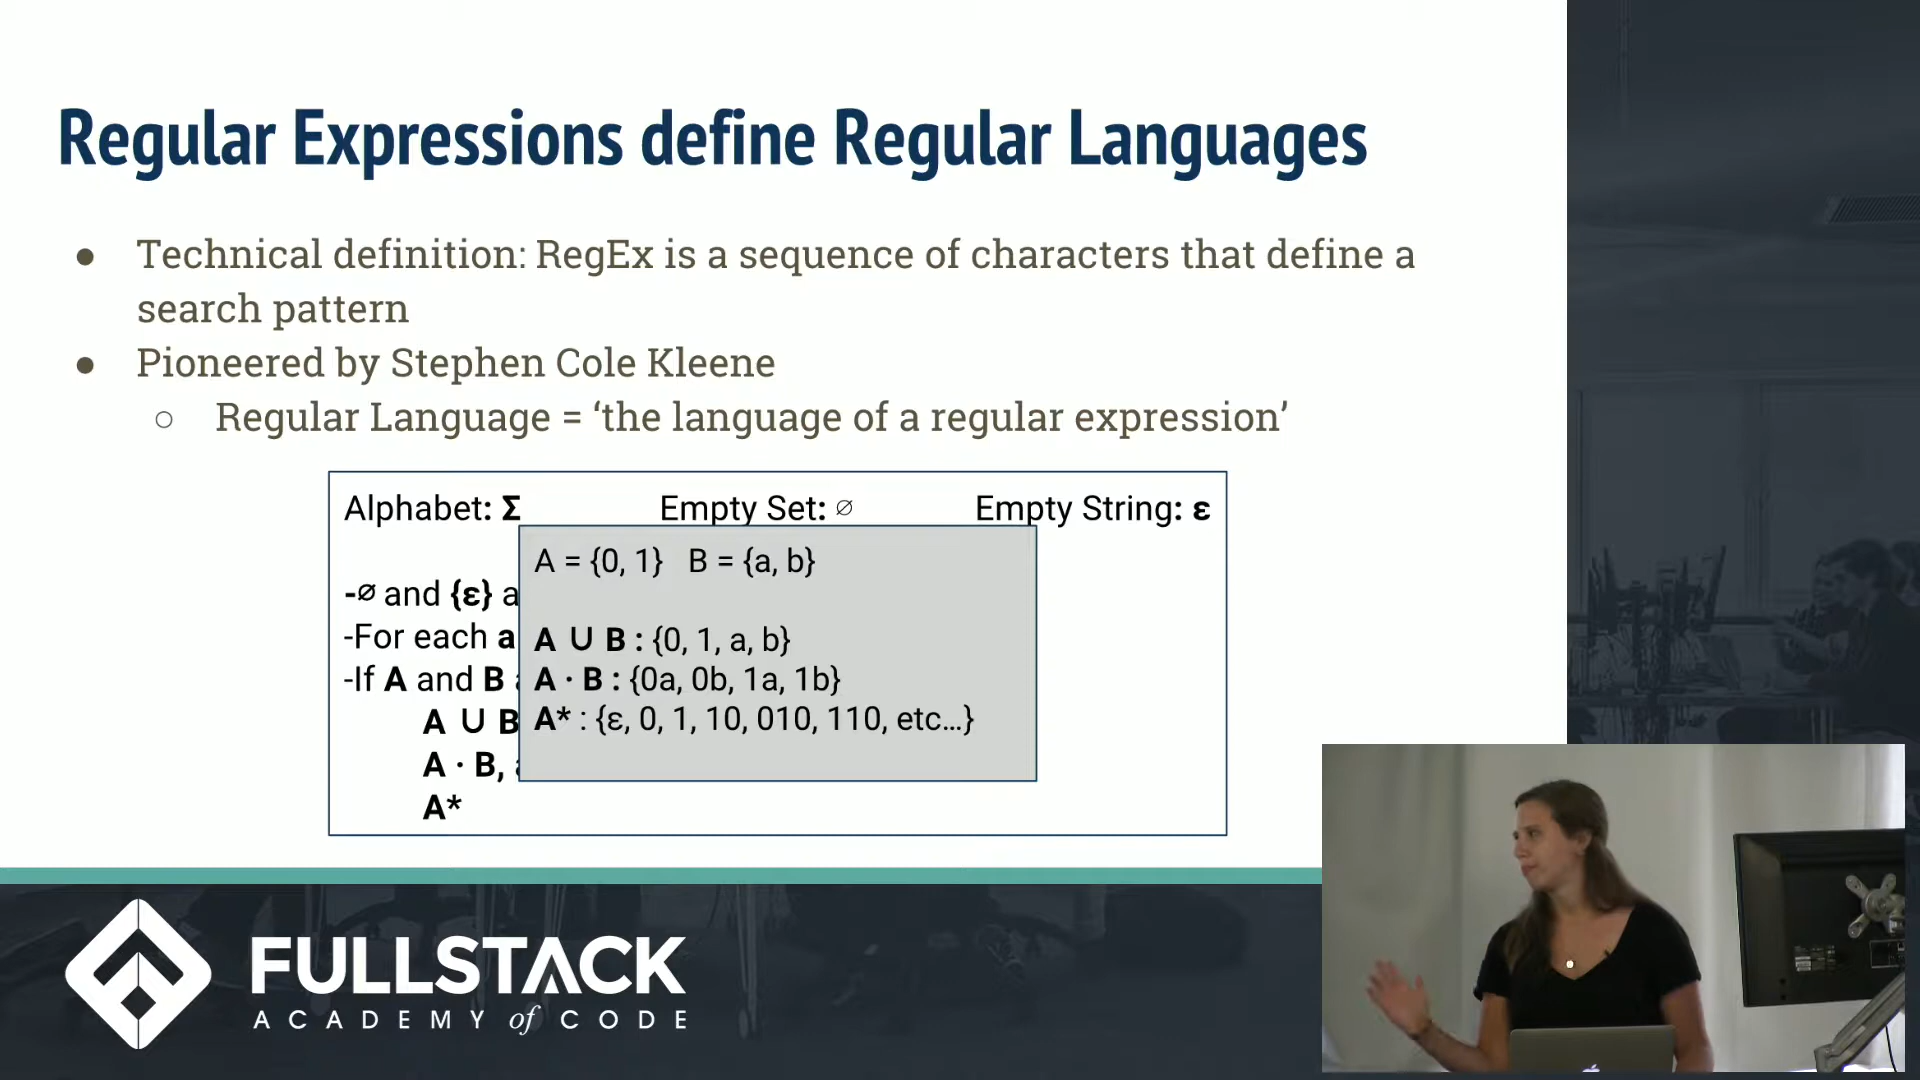 Regular Expressions define Regular Languages
● Technical definition: RegEx is a sequence of characters that define a
search pattern
● Pioneered by Stephen Cole Kleene
○ Regular Language = ‘the language of a regular expression’
Alphabet: Σ Empty Set: ∅ Empty String: ε
-∅ and {ε} a
-For each a
-If A and B
A ∪ B
A · B,
A*
A = {0, 1} B = {a, b}
A ∪ B : {0, 1, a, b}
A · B : {0a, 0b, 1a, 1b}
A* : {ε, 0, 1, 10, 010, 110, etc…}
FULLSTACK
ACADEMY of CODE